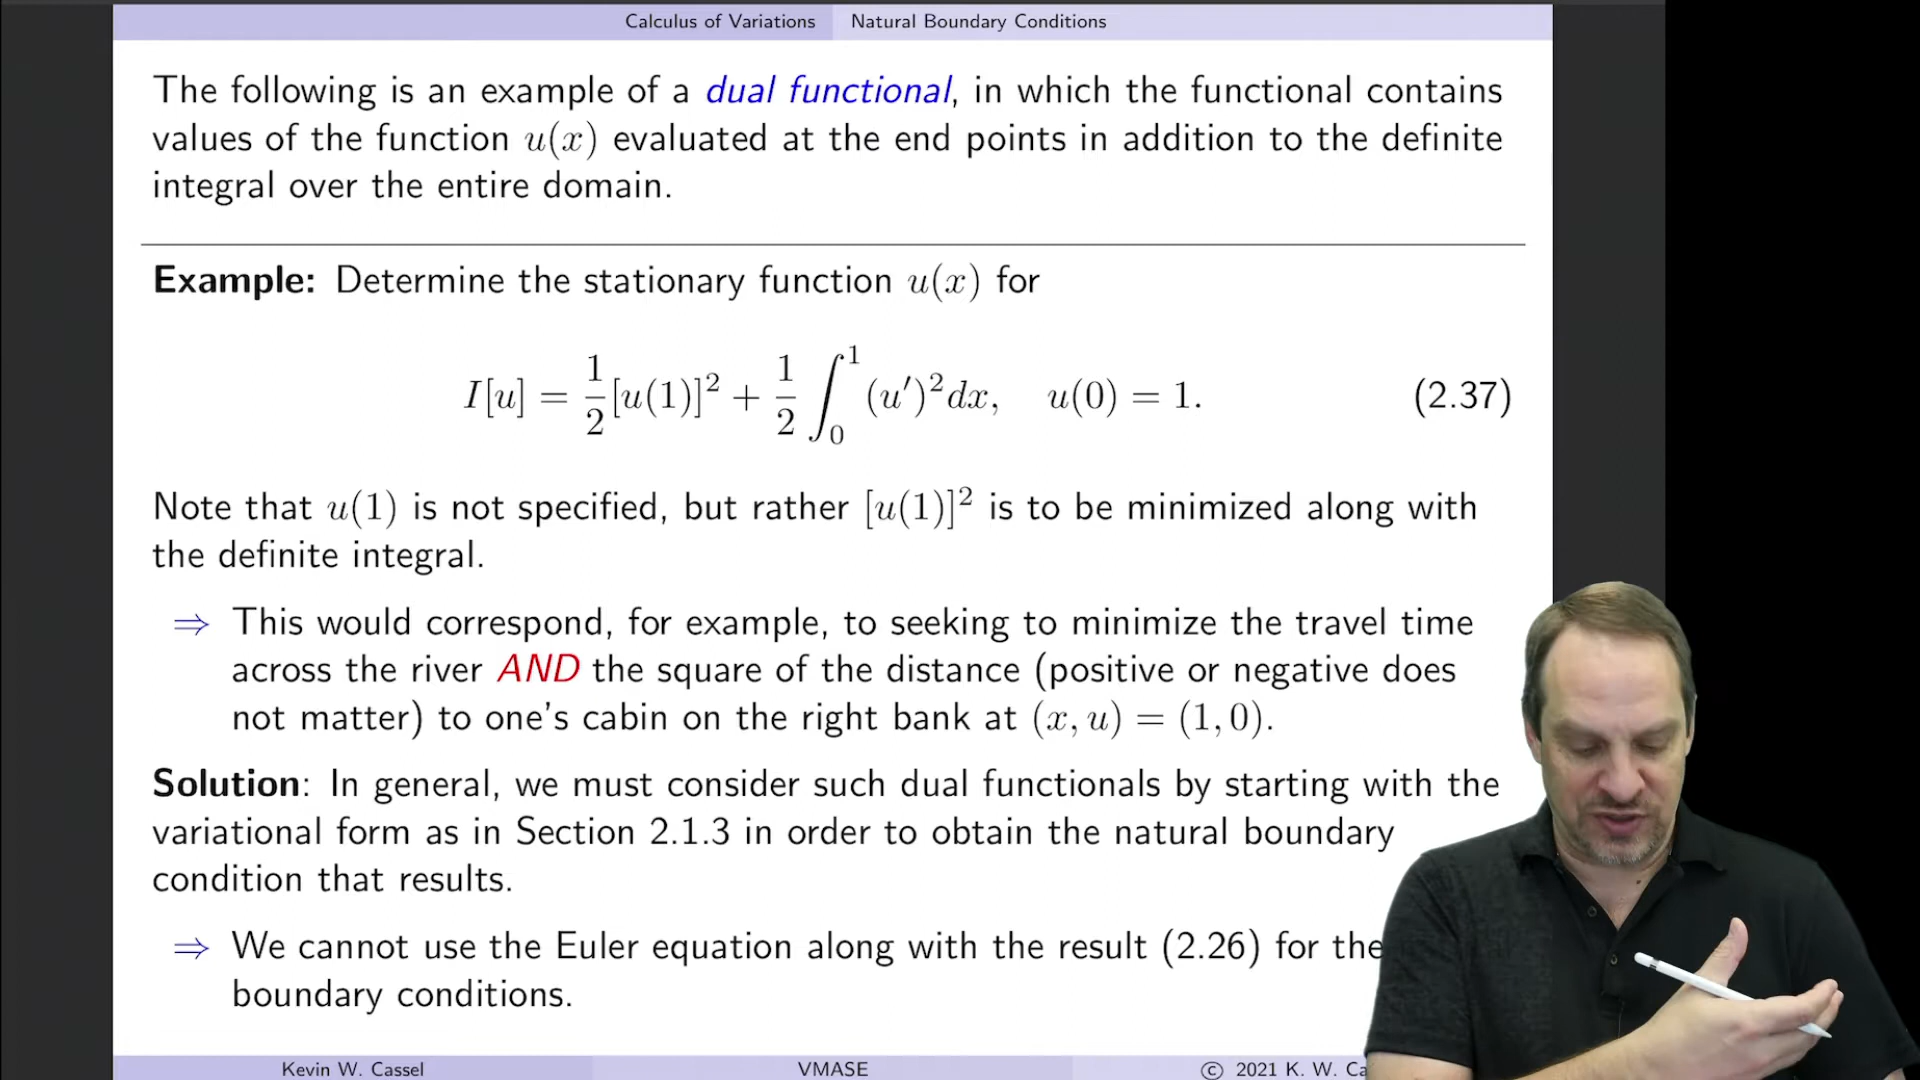 Calculus of Variations Natural Boundary Conditions
The following is an example of a dual functional, in which the functional contains
values of the function u(x) evaluated at the end points in addition to the definite
integral over the entire domain.
Example: Determine the stationary function u(x) for
I[u] = \frac{1}{2}[u(1)]^2 + \frac{1}{2} \int_0^1 (u')^2 dx, u(0) = 1. (2.37)
Note that u(1) is not specified, but rather [u(1)]^2 is to be minimized along with
the definite integral.
⇒ This would correspond, for example, to seeking to minimize the travel time
across the river AND the square of the distance (positive or negative does
not matter) to one's cabin on the right bank at (x, u) = (1, 0).
Solution: In general, we must consider such dual functionals by starting with the
variational form as in Section 2.1.3 in order to obtain the natural boundary
condition that results.
⇒ We cannot use the Euler equation along with the result (2.26) for the
boundary conditions.
Kevin W. Cassel VMASE © 2021 K. W.